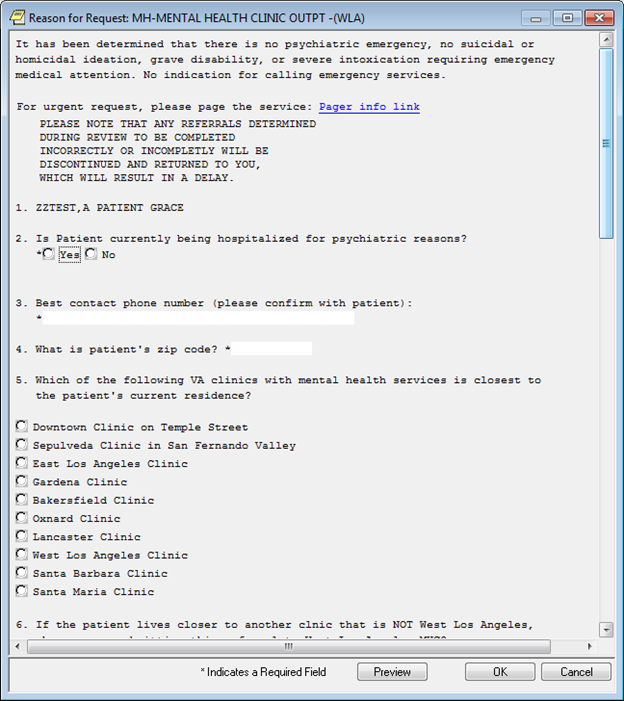 Reason for Request: MH-MENTAL HEALTH CLINIC OUTPT -(WLA)
It has been determined that there is no psychiatric emergency, no suicidal or
homicidal ideation, grave disability, or severe intoxication requiring emergency
medical attention. No indication for calling emergency services.
For urgent request, please page the service: Pager info link
PLEASE NOTE THAT ANY REFERRALS DETERMINED
DURING REVIEW TO BE COMPLETED
INCORRECTLY OR INCOMPLETLY WILL BE
DISCONTINUED AND RETURNED TO YOU,
WHICH WILL RESULT IN A DELAY.
1. ZZTEST,A PATIENT GRACE
2. Is Patient currently being hospitalized for psychiatric reasons?
* Yes No
3. Best contact phone number (please confirm with patient):
*
4. What is patient's zip code? *
5. Which of the following VA clinics with mental health services is closest to
the patient's current residence?
Downtown Clinic on Temple Street
Sepulveda Clinic in San Fernando Valley
East Los Angeles Clinic
Gardena Clinic
Bakersfield Clinic
Oxnard Clinic
Lancaster Clinic
West Los Angeles Clinic
Santa Barbara Clinic
Santa Maria Clinic
6. If the patient lives closer to another clnic that is NOT West Los Angeles,
* Indicates a Required Field
Preview
OK
Cancel